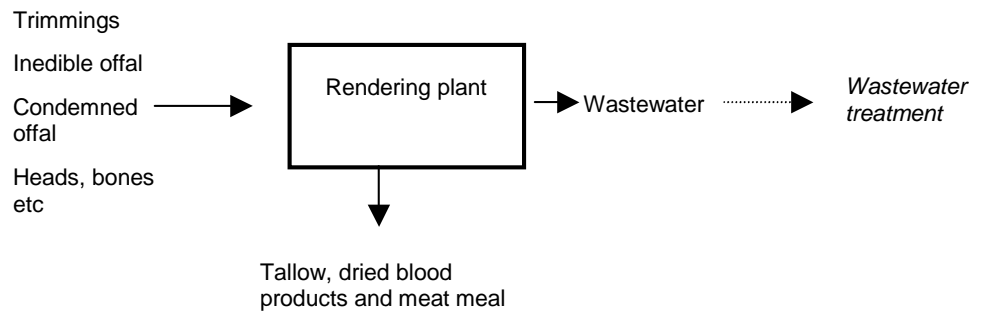 Trimmings
Inedible offal
Condemned
offal
Heads, bones
etc
Rendering plant
Wastewater
Wastewater
treatment
Tallow, dried blood
products and meat meal